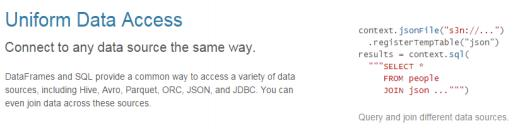 Uniform Data Access
Connect to any data source the same way.
DataFrames and SQL provide a common way to access a variety of data
sources, including Hive, Avro, Parquet, ORC, JSON, and JDBC. You can
even join data across these sources.
context.jsonFile("s3n://...")
  .registerTempTable("json")
results = context.sql(
  """SELECT *
     FROM people
     JOIN json ...""")
Query and join different data sources.